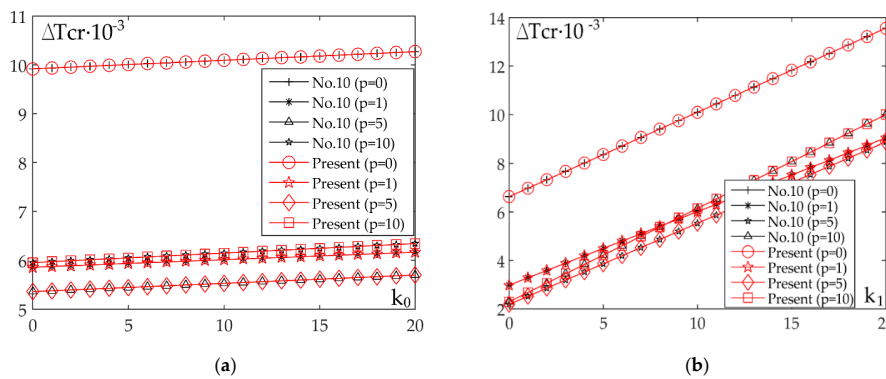 ΔTcr·10⁻³
11
10
9
8
7
6
5
0
5
10
15
20
k₀
No.10 (p=0)
No.10 (p=1)
No.10 (p=5)
No.10 (p=10)
Present (p=0)
Present (p=1)
Present (p=5)
Present (p=10)
(a)
ΔTcr·10⁻³
14
12
10
8
6
4
2
0
5
10
15
20
k₁
No.10 (p=0)
No.10 (p=1)
No.10 (p=5)
No.10 (p=10)
Present (p=0)
Present (p=1)
Present (p=5)
Present (p=10)
(b)